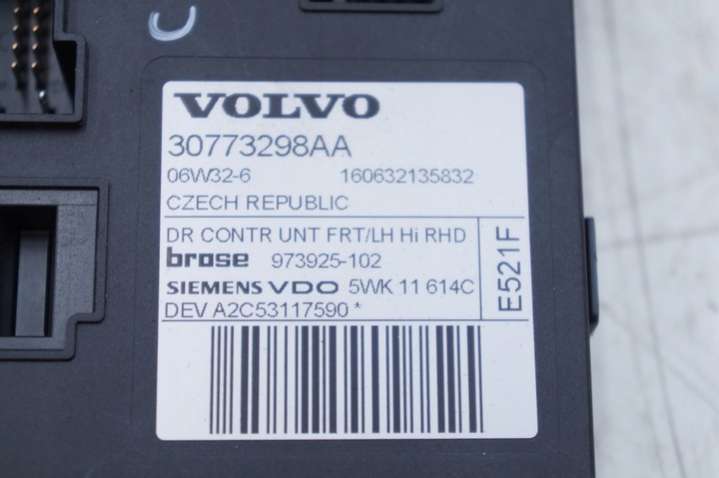 VOLVO
30773298AA
06W32-6 160632135832
CZECH REPUBLIC
DR CONTR UNT FRT/LH Hi RHD
brose 973925-102
SIEMENS VDO 5WK 11 614C
DEV A2C53117590 *
E521F